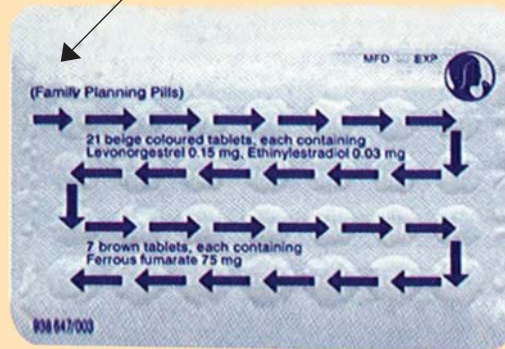 MFD EXP
(Family Planning Pills)
21 beige coloured tablets, each containing
Levonorgestrel 0.15 mg, Ethinylestradiol 0.03 mg
7 brown tablets, each containing
Ferrous fumarate 75 mg
938 647/003